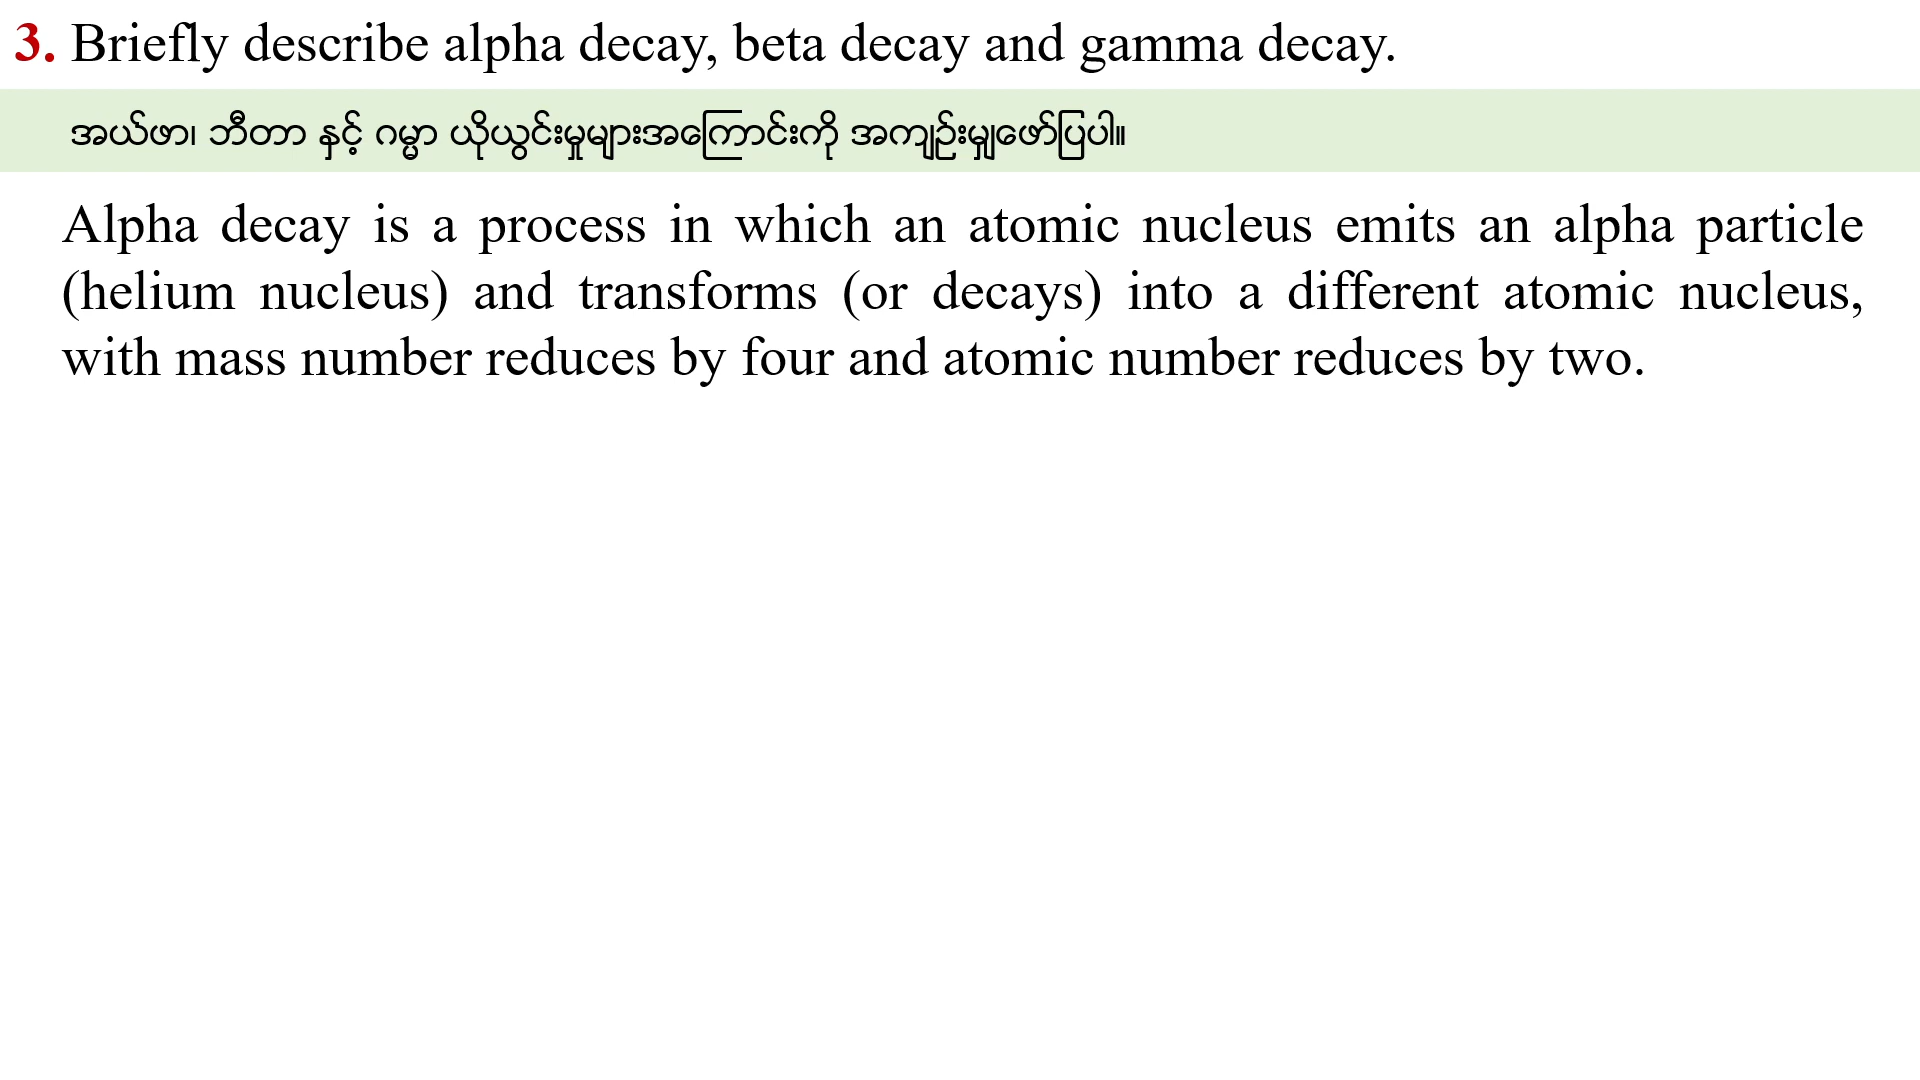 3. Briefly describe alpha decay, beta decay and gamma decay.
အယ်ဖာ၊ ဘီတာ နှင့် ဂမ္မာ ယိုယွင်းမှုများအကြောင်းကို အကျဉ်းမျှဖော်ပြပါ။
Alpha decay is a process in which an atomic nucleus emits an alpha particle
(helium nucleus) and transforms (or decays) into a different atomic nucleus,
with mass number reduces by four and atomic number reduces by two.